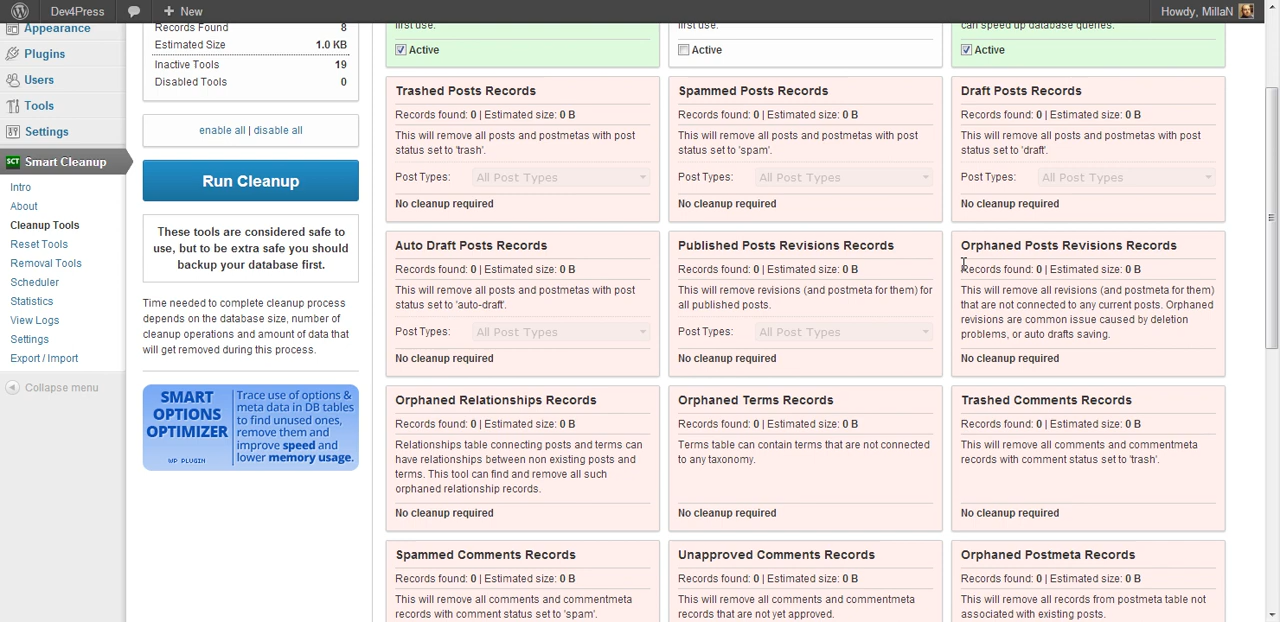 Dev4Press
New
Howdy, MillaN
Appearance
Plugins
Users
Tools
Settings
SCT Smart Cleanup
Intro
About
Cleanup Tools
Reset Tools
Removal Tools
Scheduler
Statistics
View Logs
Settings
Export / Import
Collapse menu
Records Found 8
Estimated Size 1.0 KB
Inactive Tools 19
Disabled Tools 0
enable all | disable all
Run Cleanup
These tools are considered safe to
use, but to be extra safe you should
backup your database first.
Time needed to complete cleanup process
depends on the database size, number of
cleanup operations and amount of data that
will get removed during this process.
SMART
OPTIONS
OPTIMIZER
WP PLUGIN
Trace use of options &
meta data in DB tables
to find unused ones,
remove them and
improve speed and
lower memory usage.
first use.
Active
first use.
Active
can speed up database queries.
Active
Trashed Posts Records
Records found: 0 | Estimated size: 0 B
This will remove all posts and postmetas with post
status set to 'trash'.
Post Types: All Post Types
No cleanup required
Spammed Posts Records
Records found: 0 | Estimated size: 0 B
This will remove all posts and postmetas with post
status set to 'spam'.
Post Types: All Post Types
No cleanup required
Draft Posts Records
Records found: 0 | Estimated size: 0 B
This will remove all posts and postmetas with post
status set to 'draft'.
Post Types: All Post Types
No cleanup required
Auto Draft Posts Records
Records found: 0 | Estimated size: 0 B
This will remove all posts and postmetas with post
status set to 'auto-draft'.
Post Types: All Post Types
No cleanup required
Published Posts Revisions Records
Records found: 0 | Estimated size: 0 B
This will remove revisions (and postmeta for them) for
all published posts.
Post Types: All Post Types
No cleanup required
Orphaned Posts Revisions Records
Records found: 0 | Estimated size: 0 B
This will remove all revisions (and postmeta for them)
that are not connected to any current posts. Orphaned
revisions are common issue caused by deletion
problems, or auto drafts saving.
No cleanup required
Orphaned Relationships Records
Records found: 0 | Estimated size: 0 B
Relationships table connecting posts and terms can
have relationships between non existing posts and
terms. This tool can find and remove all such
orphaned relationship records.
No cleanup required
Orphaned Terms Records
Records found: 0 | Estimated size: 0 B
Terms table can contain terms that are not connected
to any taxonomy.
No cleanup required
Trashed Comments Records
Records found: 0 | Estimated size: 0 B
This will remove all comments and commentmeta
records with comment status set to 'trash'.
No cleanup required
Spammed Comments Records
Records found: 0 | Estimated size: 0 B
This will remove all comments and commentmeta
records with comment status set to 'spam'.
Unapproved Comments Records
Records found: 0 | Estimated size: 0 B
This will remove all comments and commentmeta
records that are not yet approved.
Orphaned Postmeta Records
Records found: 0 | Estimated size: 0 B
This will remove all records from postmeta table not
associated with existing posts.